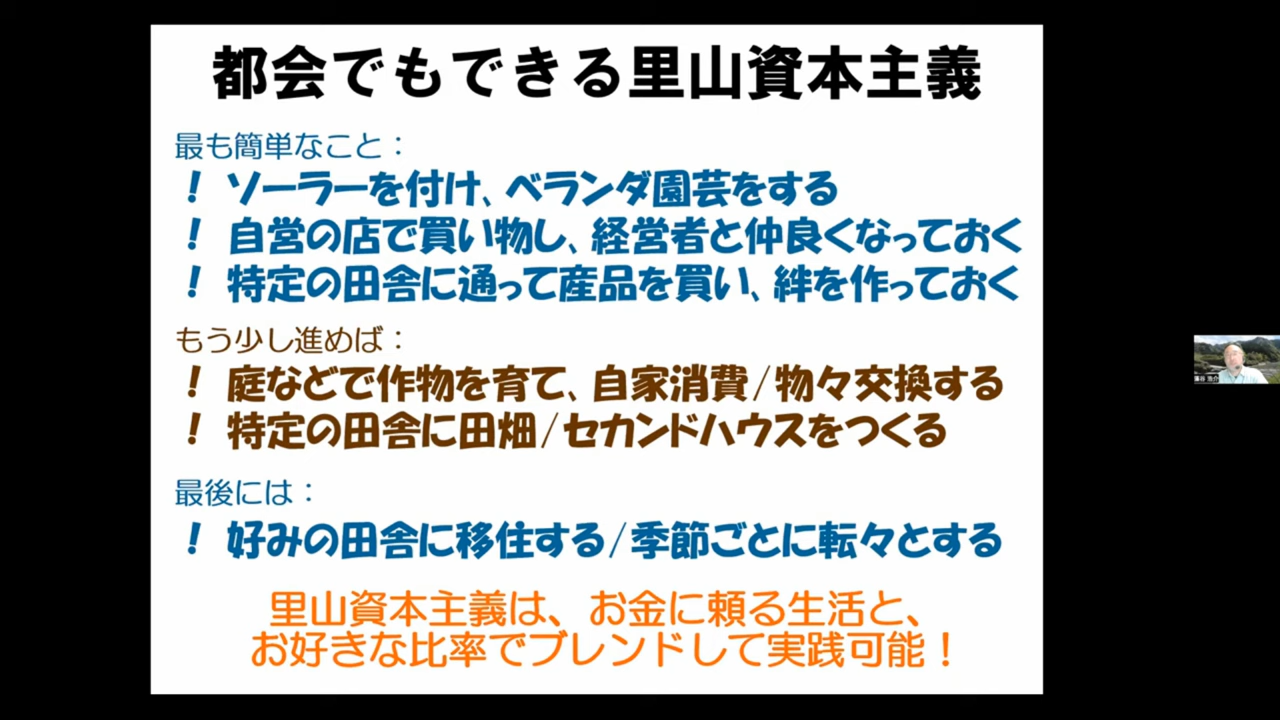 都会でもできる里山資本主義
最も簡単なこと：
！ ソーラーを付け、ベランダ園芸をする
！ 自営の店で買い物し、経営者と仲良くなっておく
！ 特定の田舎に通って産品を買い、絆を作っておく
もう少し進めば：
！ 庭などで作物を育て、自家消費/物々交換する
！ 特定の田舎に田畑/セカンドハウスをつくる
最後には：
！ 好みの田舎に移住する/季節ごとに転々とする
里山資本主義は、お金に頼る生活と、
お好きな比率でブレンドして実践可能！